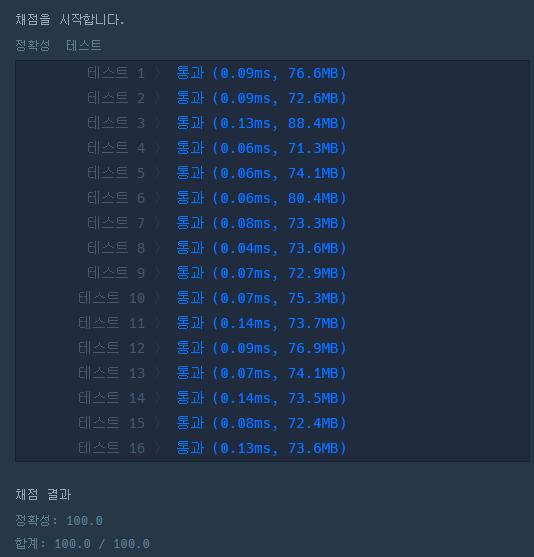 채점을 시작합니다.
정확성 테스트
테스트 1 〉 통과 (0.09ms, 76.6MB)
테스트 2 〉 통과 (0.09ms, 72.6MB)
테스트 3 〉 통과 (0.13ms, 88.4MB)
테스트 4 〉 통과 (0.06ms, 71.3MB)
테스트 5 〉 통과 (0.06ms, 74.1MB)
테스트 6 〉 통과 (0.06ms, 80.4MB)
테스트 7 〉 통과 (0.08ms, 73.3MB)
테스트 8 〉 통과 (0.04ms, 73.6MB)
테스트 9 〉 통과 (0.07ms, 72.9MB)
테스트 10 〉 통과 (0.07ms, 75.3MB)
테스트 11 〉 통과 (0.14ms, 73.7MB)
테스트 12 〉 통과 (0.09ms, 76.9MB)
테스트 13 〉 통과 (0.07ms, 74.1MB)
테스트 14 〉 통과 (0.14ms, 73.5MB)
테스트 15 〉 통과 (0.08ms, 72.4MB)
테스트 16 〉 통과 (0.13ms, 73.6MB)
채점 결과
정확성: 100.0
합계: 100.0 / 100.0